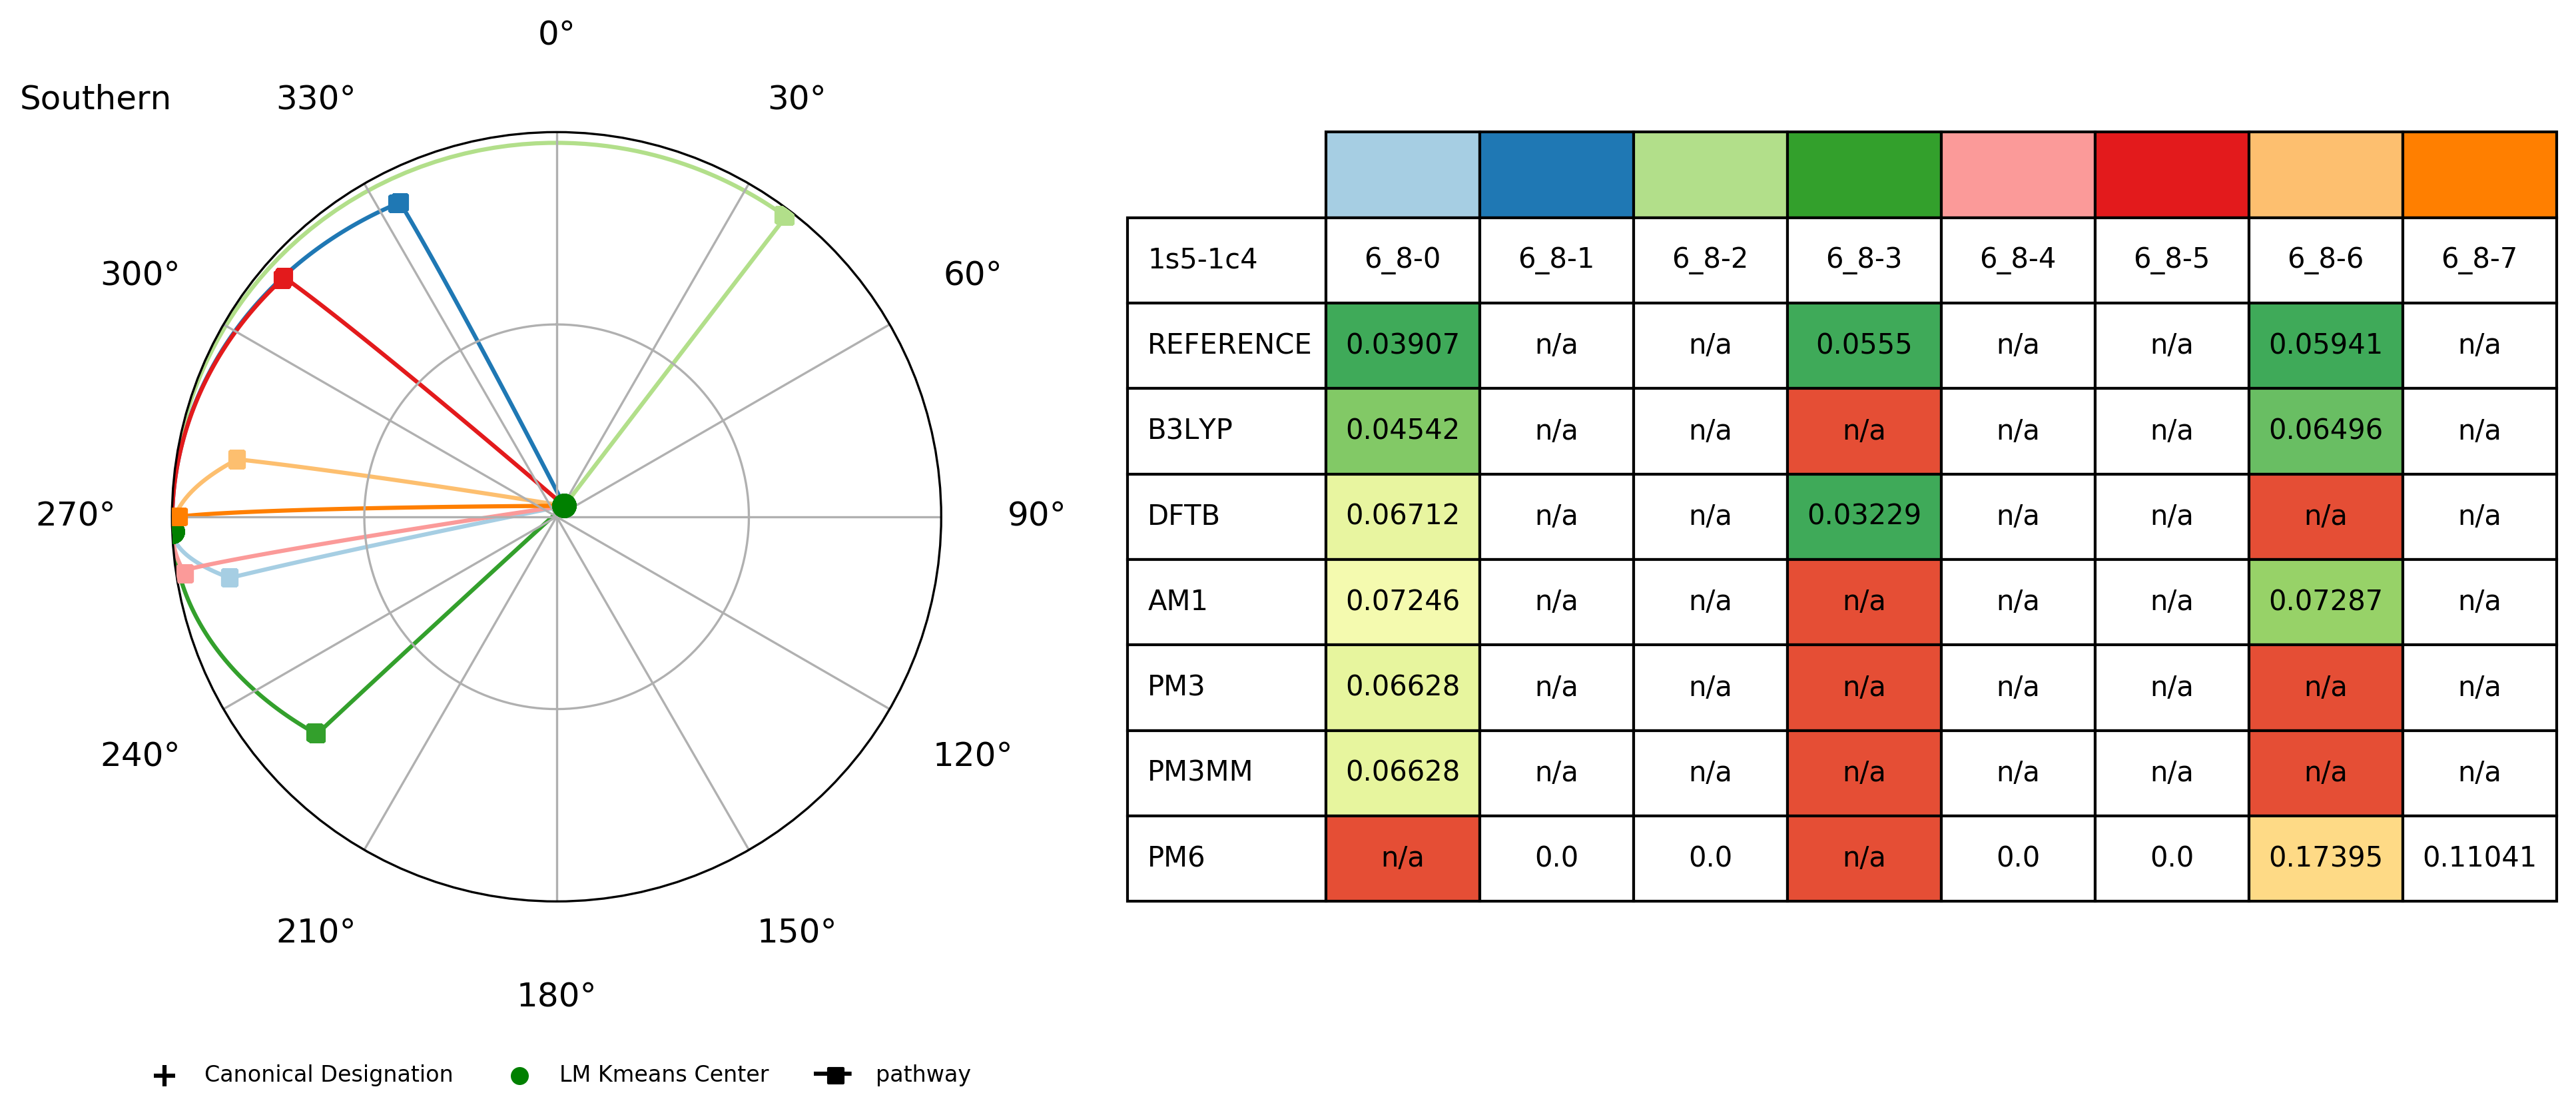 0°
Southern
330°
30°
300°
60°
270°
90°
240°
120°
210°
150°
180°
+ Canonical Designation
LM Kmeans Center
pathway
1s5-1c4 6_8-0 6_8-1 6_8-2 6_8-3 6_8-4 6_8-5 6_8-6 6_8-7
REFERENCE 0.03907 n/a n/a 0.0555 n/a n/a 0.05941 n/a
B3LYP 0.04542 n/a n/a n/a n/a n/a 0.06496 n/a
DFTB 0.06712 n/a n/a 0.03229 n/a n/a n/a n/a
AM1 0.07246 n/a n/a n/a n/a n/a 0.07287 n/a
PM3 0.06628 n/a n/a n/a n/a n/a n/a n/a
PM3MM 0.06628 n/a n/a n/a n/a n/a n/a n/a
PM6 n/a 0.0 0.0 n/a 0.0 0.0 0.17395 0.11041